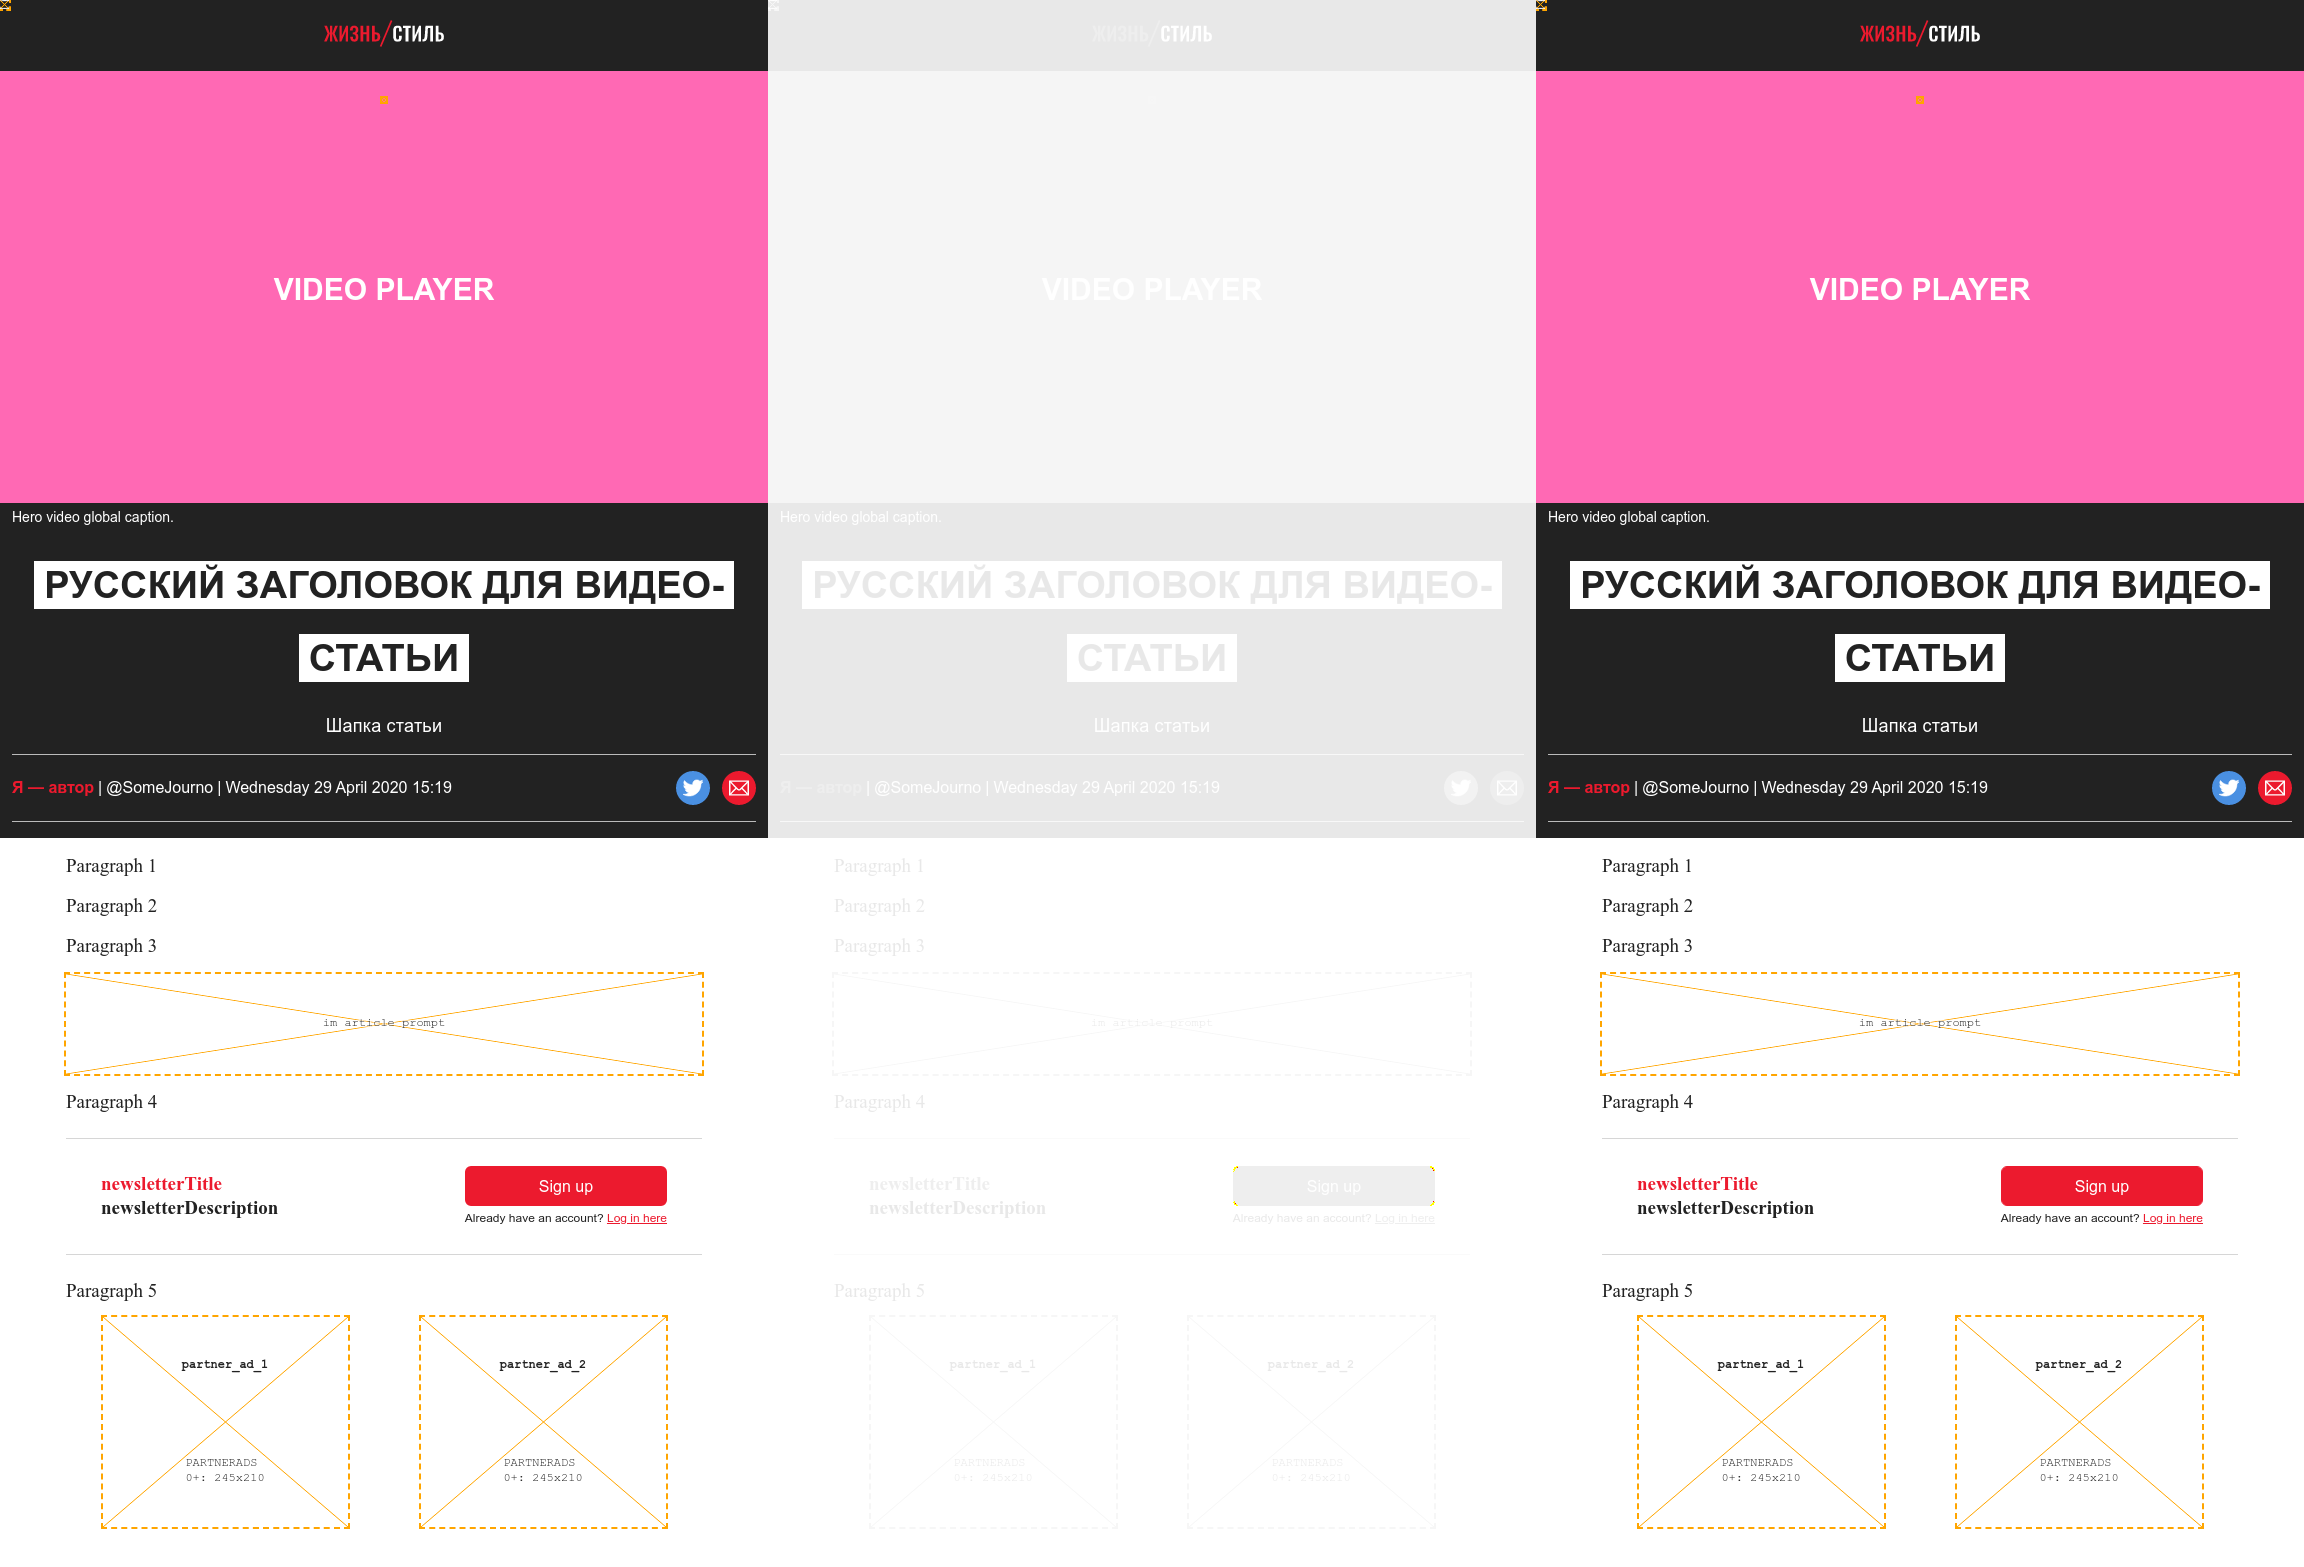 ЖИЗНЬ/СТИЛЬ
VIDEO PLAYER
Hero video global caption.
РУССКИЙ ЗАГОЛОВОК ДЛЯ ВИДЕО-
СТАТЬИ
Шапка статьи
Я — автор | @SomeJourno | Wednesday 29 April 2020 15:19
Paragraph 1
Paragraph 2
Paragraph 3
im article prompt
Paragraph 4
newsletterTitle
newsletterDescription
Sign up
Already have an account? Log in here
Paragraph 5
partner_ad_1
PARTNERADS
0+: 245x210
partner_ad_2
PARTNERADS
0+: 245x210
ЖИЗНЬ/СТИЛЬ
VIDEO PLAYER
Hero video global caption.
РУССКИЙ ЗАГОЛОВОК ДЛЯ ВИДЕО-
СТАТЬИ
Шапка статьи
Я — автор | @SomeJourno | Wednesday 29 April 2020 15:19
Paragraph 1
Paragraph 2
Paragraph 3
im article prompt
Paragraph 4
newsletterTitle
newsletterDescription
Sign up
Already have an account? Log in here
Paragraph 5
partner_ad_1
PARTNERADS
0+: 245x210
partner_ad_2
PARTNERADS
0+: 245x210
ЖИЗНЬ/СТИЛЬ
VIDEO PLAYER
Hero video global caption.
РУССКИЙ ЗАГОЛОВОК ДЛЯ ВИДЕО-
СТАТЬИ
Шапка статьи
Я — автор | @SomeJourno | Wednesday 29 April 2020 15:19
Paragraph 1
Paragraph 2
Paragraph 3
im article prompt
Paragraph 4
newsletterTitle
newsletterDescription
Sign up
Already have an account? Log in here
Paragraph 5
partner_ad_1
PARTNERADS
0+: 245x210
partner_ad_2
PARTNERADS
0+: 245x210